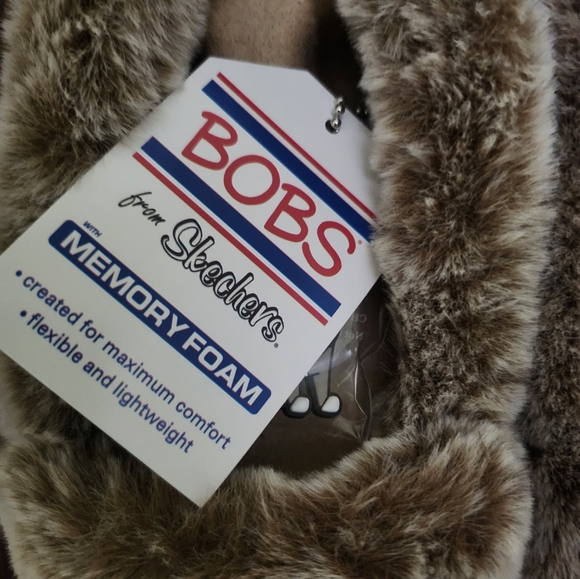 BOBS®
from Skechers®
WITH
MEMORY FOAM
• created for maximum comfort
• flexible and lightweight